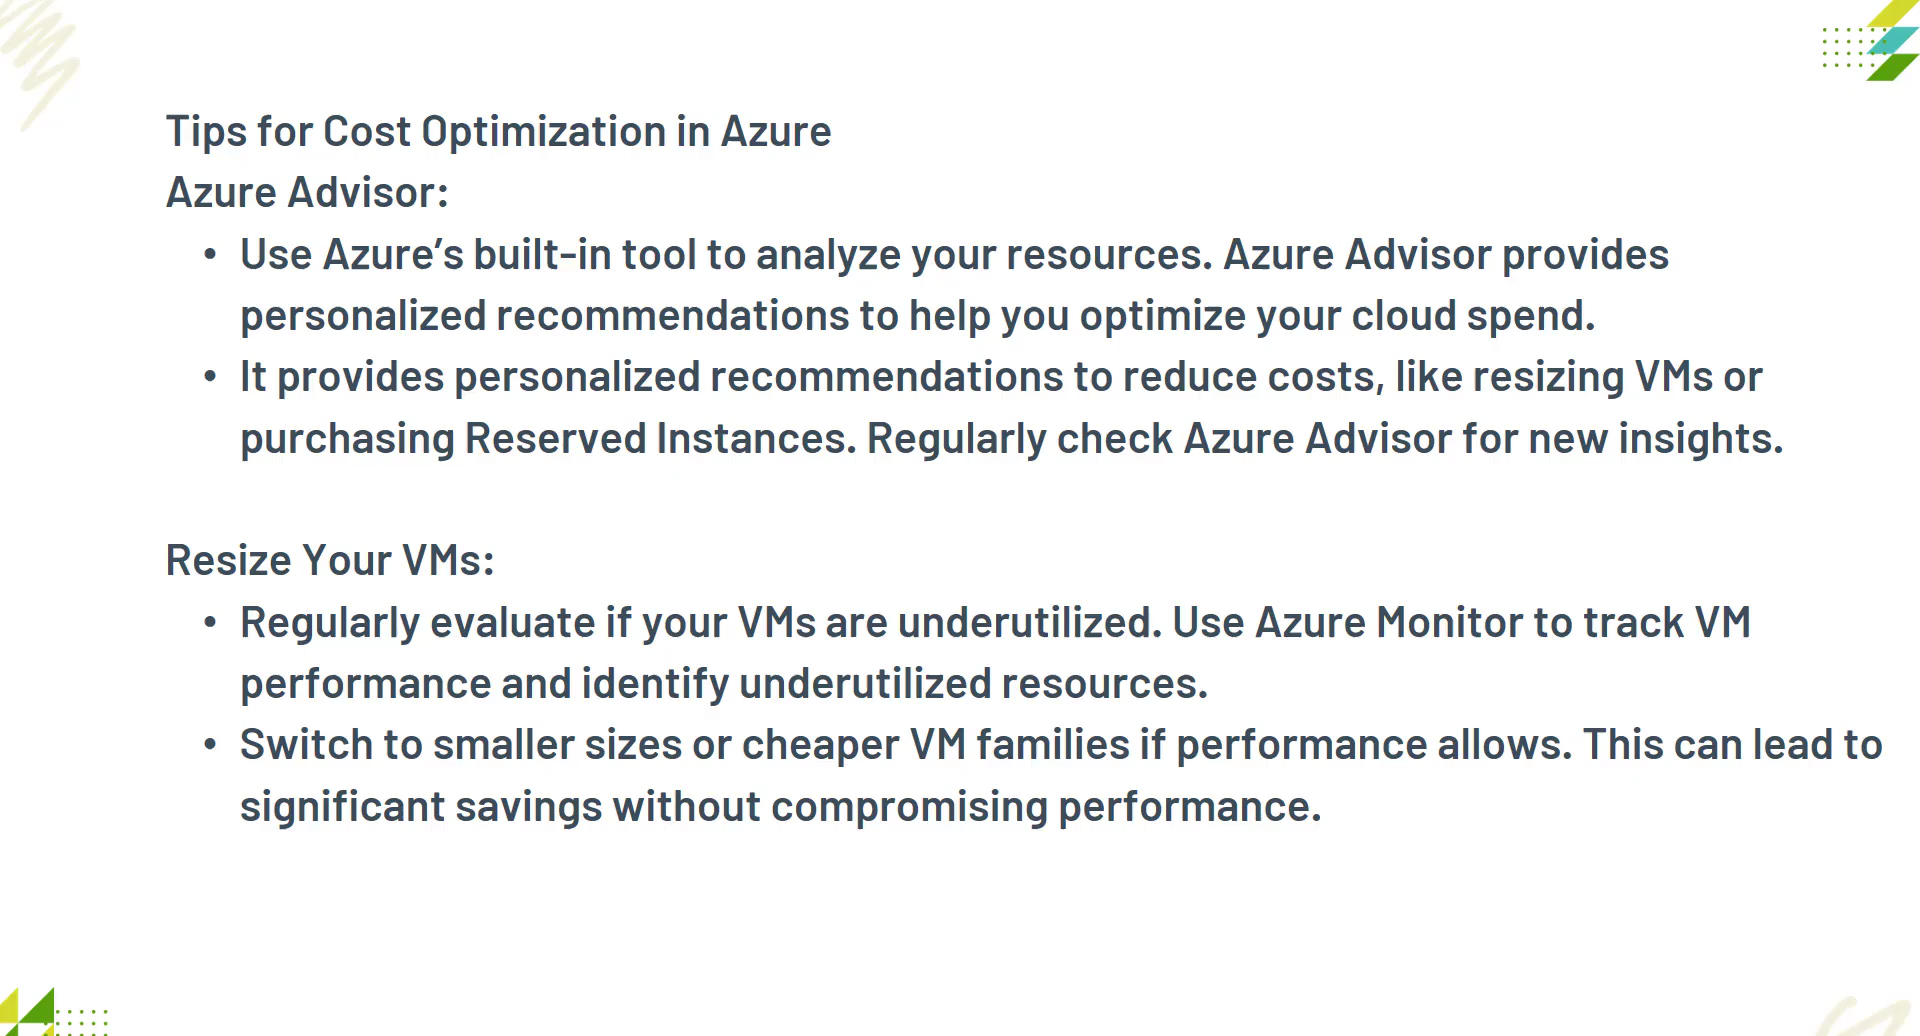 Tips for Cost Optimization in Azure
Azure Advisor:
• Use Azure’s built-in tool to analyze your resources. Azure Advisor provides
personalized recommendations to help you optimize your cloud spend.
• It provides personalized recommendations to reduce costs, like resizing VMs or
purchasing Reserved Instances. Regularly check Azure Advisor for new insights.
Resize Your VMs:
• Regularly evaluate if your VMs are underutilized. Use Azure Monitor to track VM
performance and identify underutilized resources.
• Switch to smaller sizes or cheaper VM families if performance allows. This can lead to
significant savings without compromising performance.